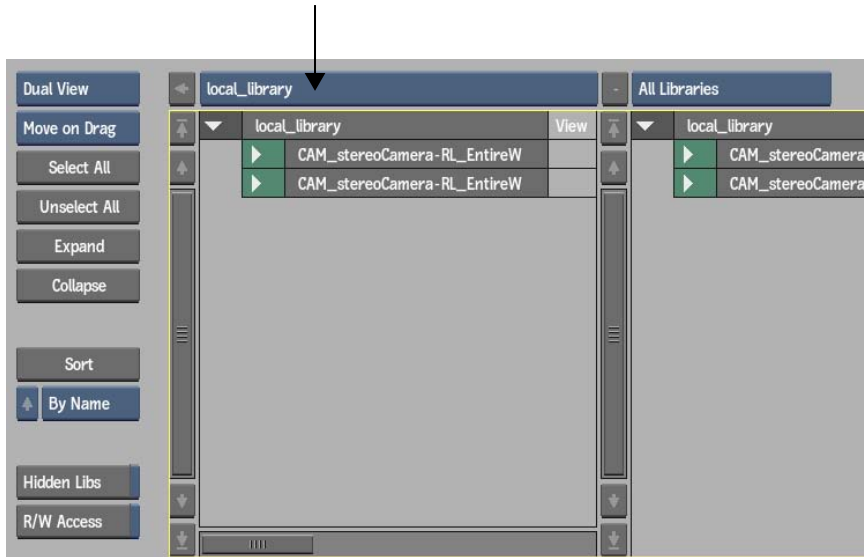 Dual View
Move on Drag
Select All
Unselect All
Expand
Collapse
Sort
By Name
Hidden Libs
R/W Access
local_library
-
local_library View
CAM_stereoCamera-RL_EntireW
CAM_stereoCamera-RL_EntireW
All Libraries
local_library
CAM_stereoCamera
CAM_stereoCamera